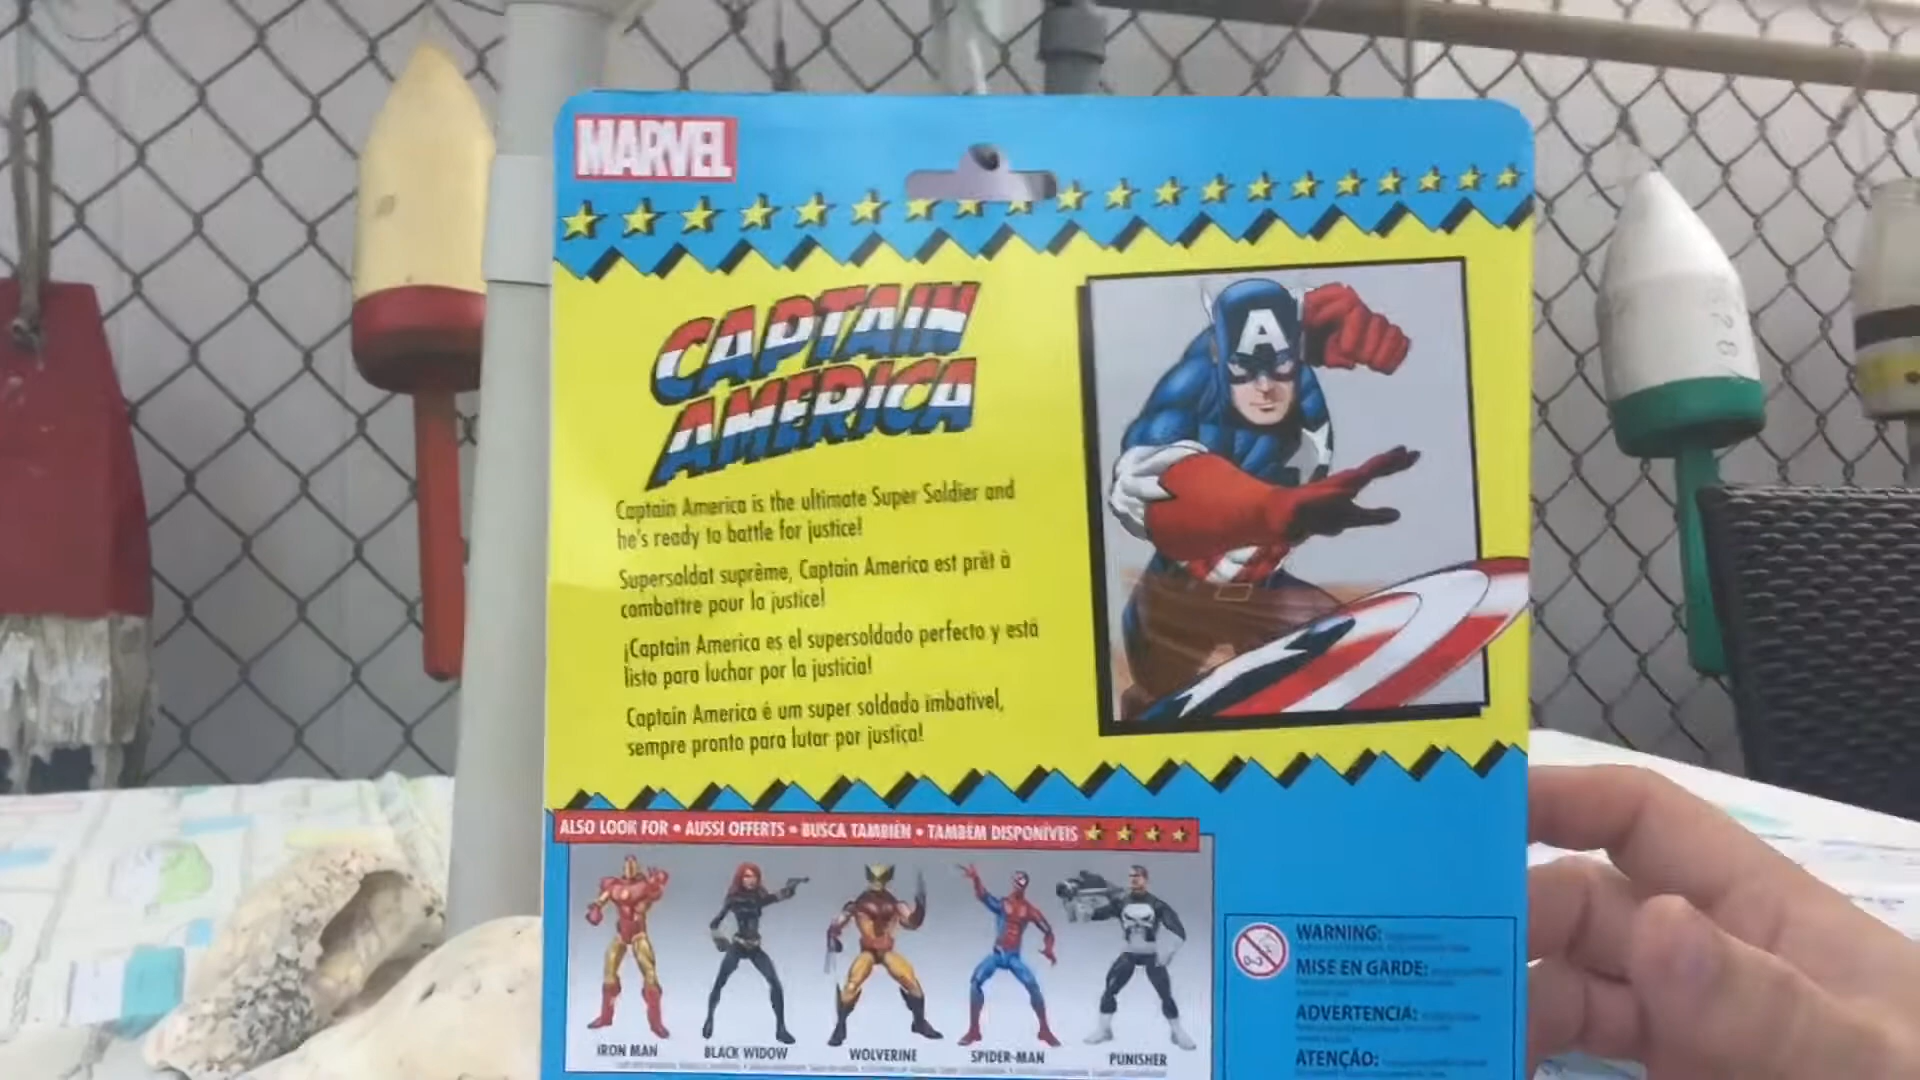 MARVEL
CAPTAIN
AMERICA
A
Captain America is the ultimate Super Soldier and
he's ready to battle for justice!
Supersoldat suprême, Captain America est prêt à
combattre pour la justice!
¡Captain America es el supersoldado perfecto y está
listo para luchar por la justicia!
Captain America é um super soldado imbatível,
sempre pronto para lutar por justiça!
ALSO LOOK FOR • AUSSI OFFERTS • BUSCA TAMBIÉN • TAMBÉM DISPONÍVEIS
IRON MAN
BLACK WIDOW
WOLVERINE
SPIDER-MAN
PUNISHER
WARNING:
MISE EN GARDE:
ADVERTENCIA:
ATENÇÃO: